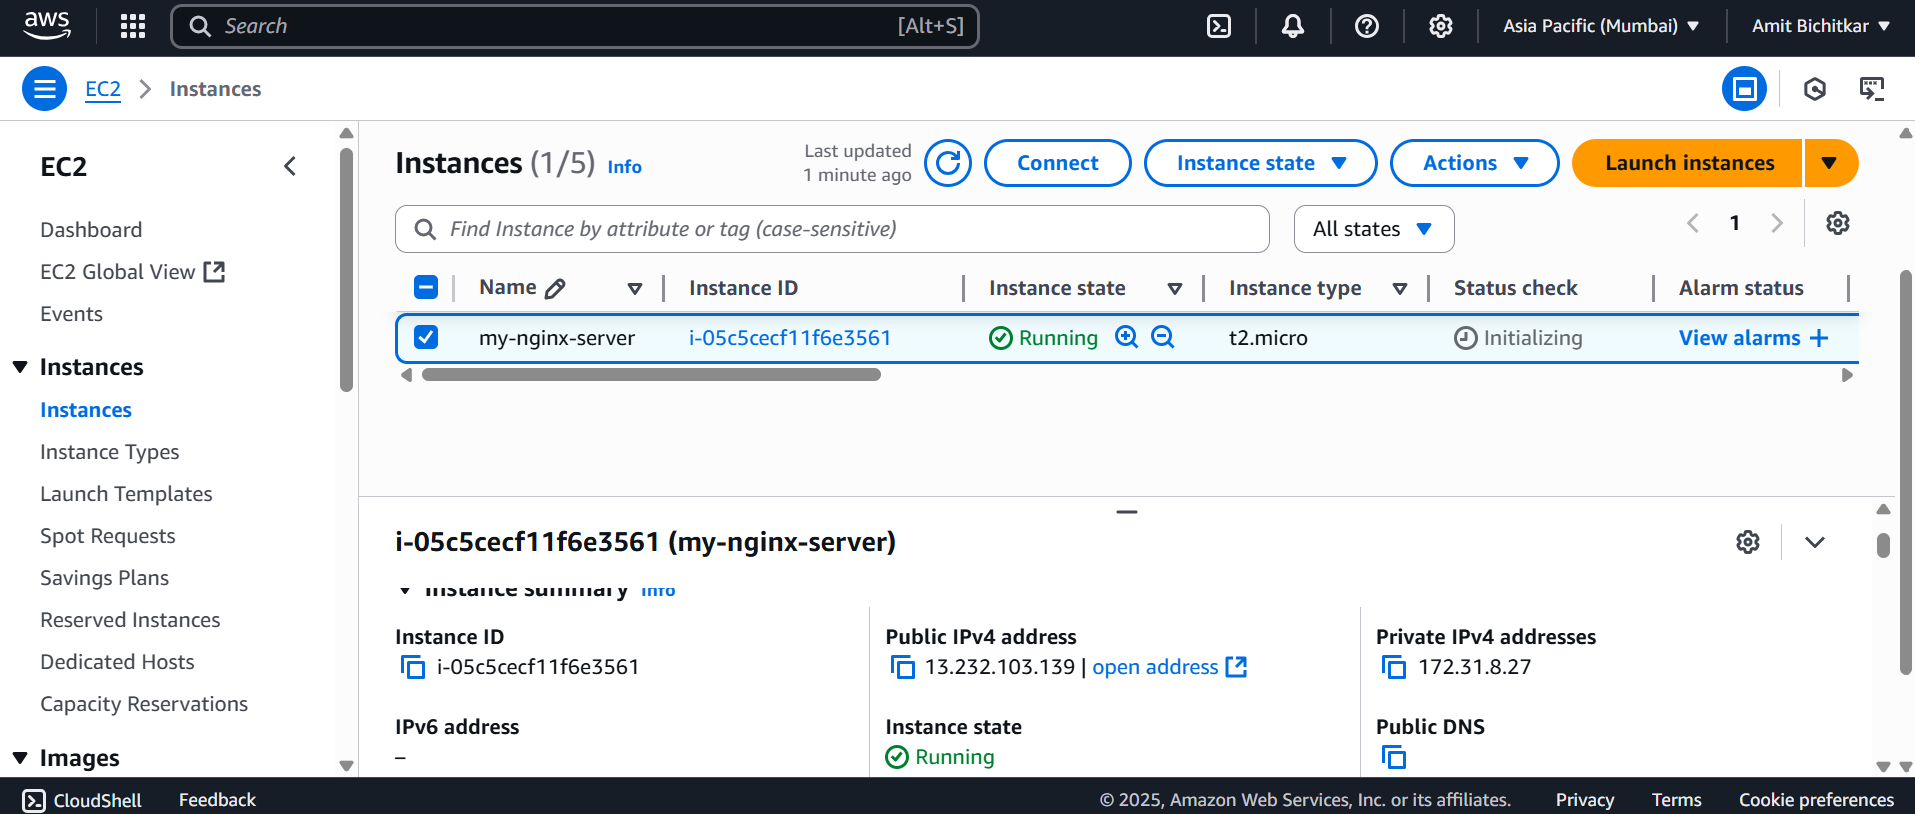 aws
Search [Alt+S]
Asia Pacific (Mumbai)
Amit Bichitkar
EC2
Instances
EC2
Dashboard
EC2 Global View
Events
Instances
Instances
Instance Types
Launch Templates
Spot Requests
Savings Plans
Reserved Instances
Dedicated Hosts
Capacity Reservations
Images
Instances (1/5) Info
Last updated
1 minute ago
Connect
Instance state
Actions
Launch instances
Find Instance by attribute or tag (case-sensitive)
All states
1
Name Instance ID Instance state Instance type Status check Alarm status
my-nginx-server i-05c5cecf11f6e3561 Running t2.micro Initializing View alarms +
i-05c5cecf11f6e3561 (my-nginx-server)
Instance summary Info
Instance ID
i-05c5cecf11f6e3561
IPv6 address
–
Public IPv4 address
13.232.103.139 | open address
Instance state
Running
Private IPv4 addresses
172.31.8.27
Public DNS
CloudShell Feedback © 2025, Amazon Web Services, Inc. or its affiliates. Privacy Terms Cookie preferences